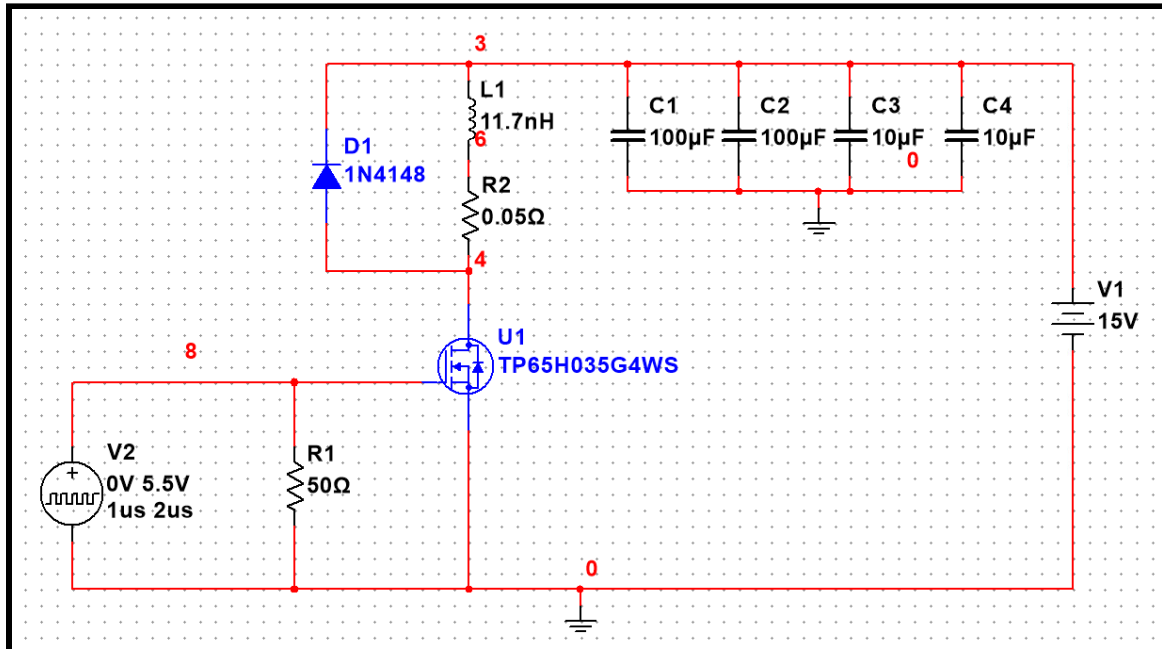 3
L1
11.7nH
6
D1
1N4148
R2
0.05Ω
4
C1
100µF
C2
100µF
C3
10µF
0
C4
10µF
V1
15V
U1
TP65H035G4WS
8
V2
0V 5.5V
1us 2us
R1
50Ω
0